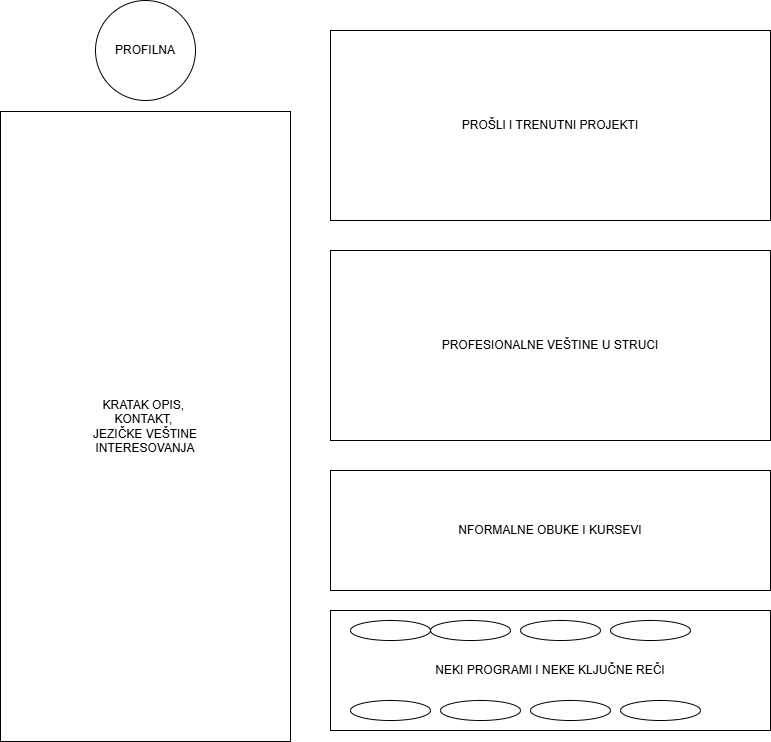 PROFILNA
KRATAK OPIS,
KONTAKT,
JEZIČKE VEŠTINE
INTERESOVANJA
PROŠLI I TRENUTNI PROJEKTI
PROFESIONALNE VEŠTINE U STRUCI
NFORMALNE OBUKE I KURSEVI
NEKI PROGRAMI I NEKE KLJUČNE REČI